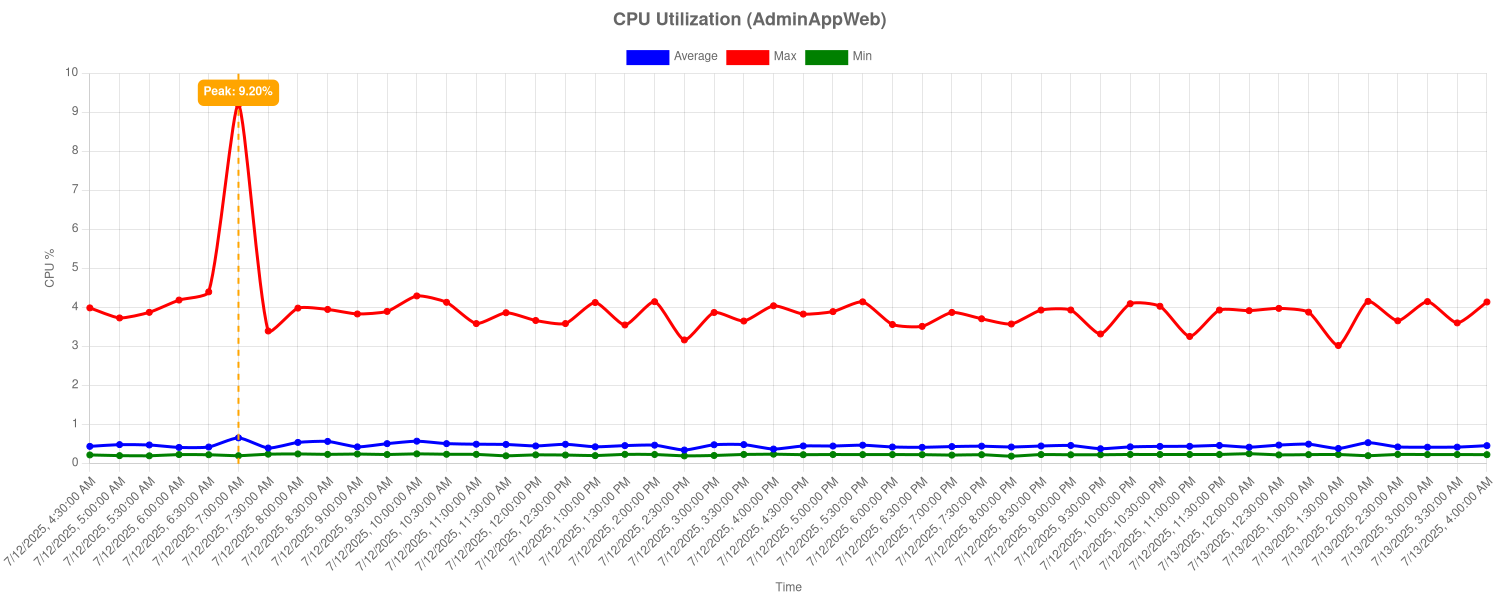 CPU Utilization (AdminAppWeb)
Average Max Min
Peak: 9.20%
10
9
8
7
6
5
4
3
2
1
0
CPU %
7/12/2025, 4:30:00 AM
7/12/2025, 5:00:00 AM
7/12/2025, 5:30:00 AM
7/12/2025, 6:00:00 AM
7/12/2025, 6:30:00 AM
7/12/2025, 7:00:00 AM
7/12/2025, 7:30:00 AM
7/12/2025, 8:00:00 AM
7/12/2025, 8:30:00 AM
7/12/2025, 9:00:00 AM
7/12/2025, 9:30:00 AM
7/12/2025, 10:00:00 AM
7/12/2025, 10:30:00 AM
7/12/2025, 11:00:00 AM
7/12/2025, 11:30:00 AM
7/12/2025, 12:00:00 PM
7/12/2025, 12:30:00 PM
7/12/2025, 1:00:00 PM
7/12/2025, 1:30:00 PM
7/12/2025, 2:00:00 PM
7/12/2025, 2:30:00 PM
7/12/2025, 3:00:00 PM
7/12/2025, 3:30:00 PM
7/12/2025, 4:00:00 PM
7/12/2025, 4:30:00 PM
7/12/2025, 5:00:00 PM
7/12/2025, 5:30:00 PM
7/12/2025, 6:00:00 PM
7/12/2025, 6:30:00 PM
7/12/2025, 7:00:00 PM
7/12/2025, 7:30:00 PM
7/12/2025, 8:00:00 PM
7/12/2025, 8:30:00 PM
7/12/2025, 9:00:00 PM
7/12/2025, 9:30:00 PM
7/12/2025, 10:00:00 PM
7/12/2025, 10:30:00 PM
7/12/2025, 11:00:00 PM
7/12/2025, 11:30:00 PM
7/13/2025, 12:00:00 AM
7/13/2025, 12:30:00 AM
7/13/2025, 1:00:00 AM
7/13/2025, 1:30:00 AM
7/13/2025, 2:00:00 AM
7/13/2025, 2:30:00 AM
7/13/2025, 3:00:00 AM
7/13/2025, 3:30:00 AM
7/13/2025, 4:00:00 AM
Time